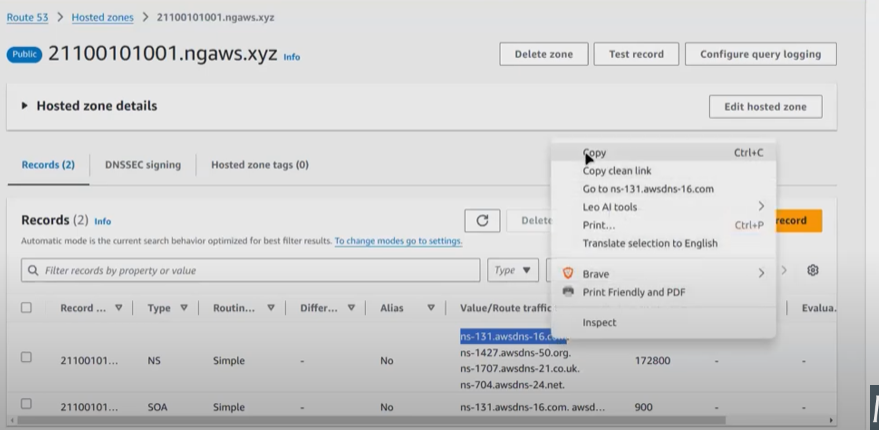 Route 53 > Hosted zones > 21100101001.ngaws.xyz
Public 21100101001.ngaws.xyz Info
Delete zone Test record Configure query logging
Hosted zone details
Edit hosted zone
Records (2) DNSSEC signing Hosted zone tags (0)
Records (2) Info
Delete
record
Automatic mode is the current search behavior optimized for best filter results. To change modes go to settings.
Filter records by property or value
Type
Record ... Type Routin... Differ... Alias Value/Route traffic Evalua.
21100101... NS Simple - No
ns-131.awsdns-16.co
ns-1427.awsdns-50.org.
ns-1707.awsdns-21.co.uk.
ns-704.awsdns-24.net.
172800 - -
21100101... SOA Simple - No ns-131.awsdns-16.com. awsd... 900 - -
Copy Ctrl+C
Copy clean link
Go to ns-131.awsdns-16.com
Leo AI tools
Print... Ctrl+P
Translate selection to English
Brave
Print Friendly and PDF
Inspect